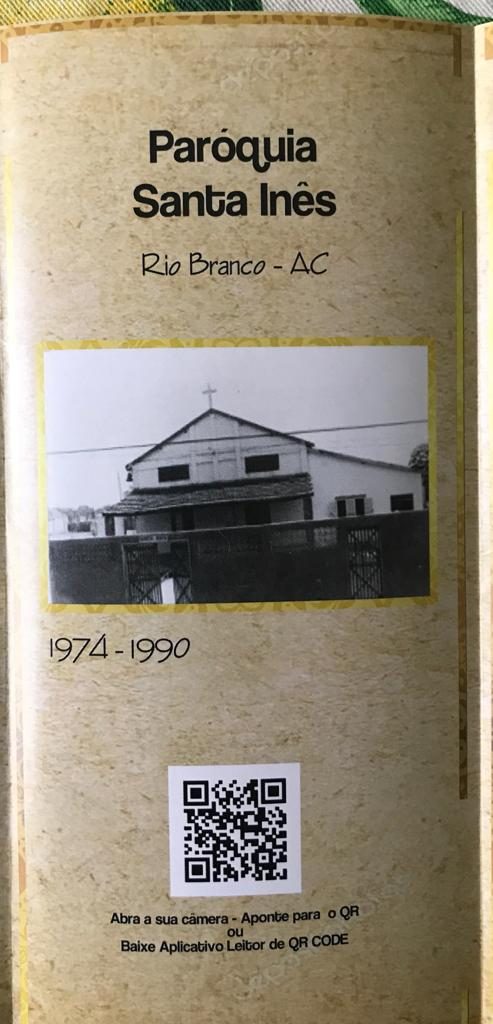 Paróquia
Santa Inês
Rio Branco - AC
1974 - 1990
Abra a sua câmera - Aponte para o QR
ou
Baixe Aplicativo Leitor de QR CODE